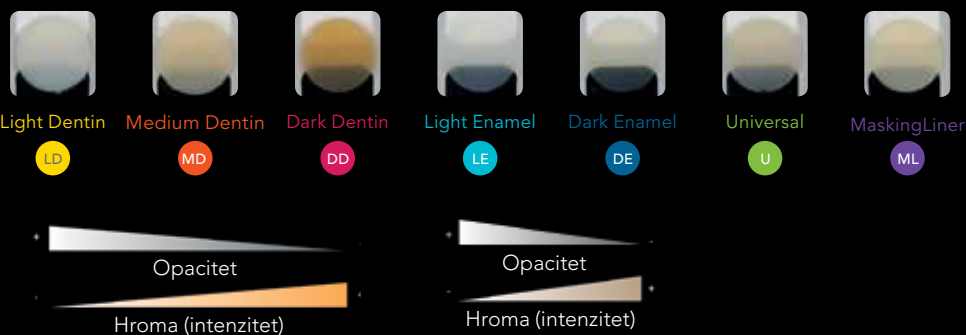 Light Dentin Medium Dentin Dark Dentin Light Enamel Dark Enamel Universal MaskingLiner
LD MD DD LE DE U ML
+ - + -
Opacitet Opacitet
- - +
Hroma (intenzitet) Hroma (intenzitet)